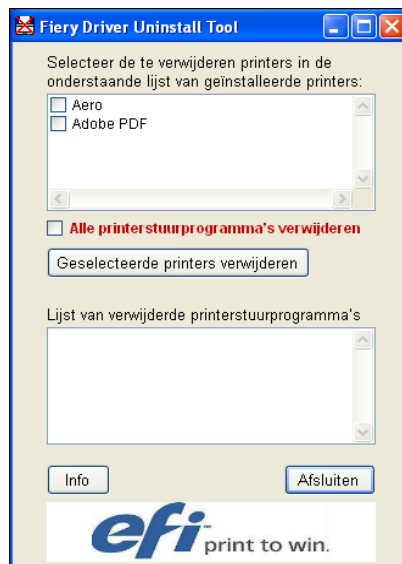 Fiery Driver Uninstall Tool
Selecteer de te verwijderen printers in de
onderstaande lijst van geïnstalleerde printers:
Aero
Adobe PDF
Alle printerstuurprogramma's verwijderen
Geselecteerde printers verwijderen
Lijst van verwijderde printerstuurprogramma's
Info
Afsluiten
efi™ print to win.